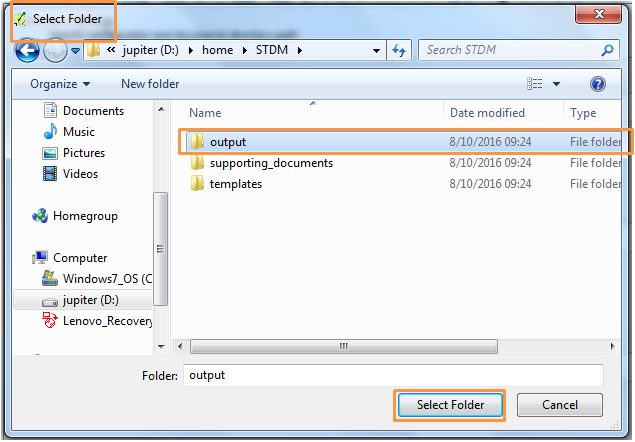 Select Folder
« jupiter (D:) ▸ home ▸ STDM ▸
Search STDM
Organize
New folder
Name
Date modified
Type
Documents
Music
Pictures
Videos
Homegroup
Computer
Windows7_OS (C
jupiter (D:)
Lenovo_Recovery
output 8/10/2016 09:24 File folder
supporting_documents 8/10/2016 09:24 File folder
templates 8/10/2016 09:24 File folder
Folder: output
Select Folder
Cancel